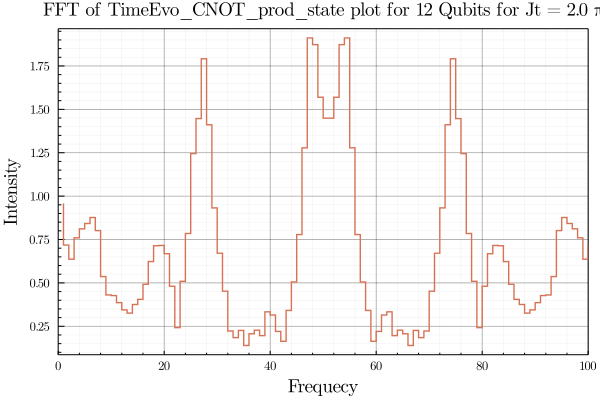 FFT of TimeEvo_CNOT_prod_state plot for 12 Qubits for Jt = 2.0 π
Intensity
1.75
1.50
1.25
1.00
0.75
0.50
0.25
0 20 40 60 80 100
Frequecy